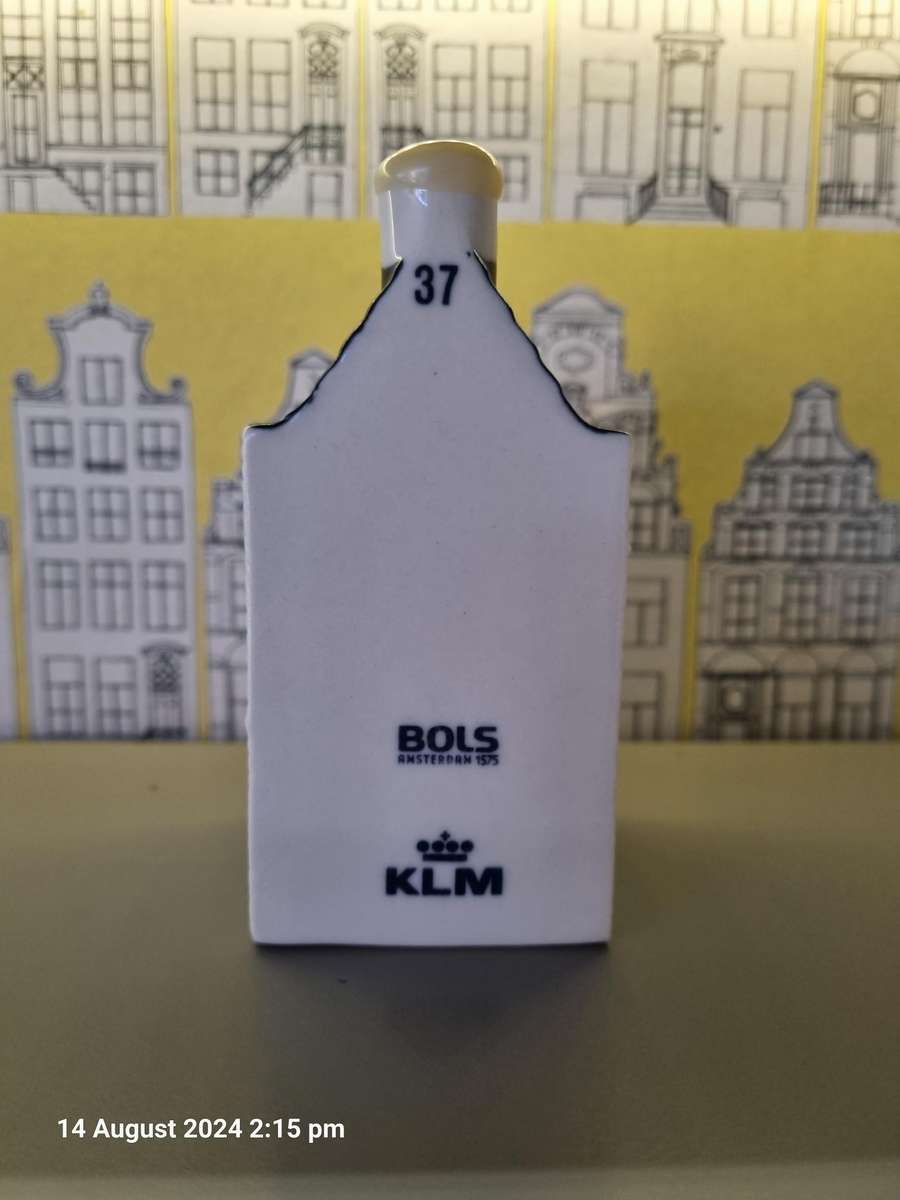 37
BOLS
AMSTERDAM 1575
KLM
14 August 2024 2:15 pm